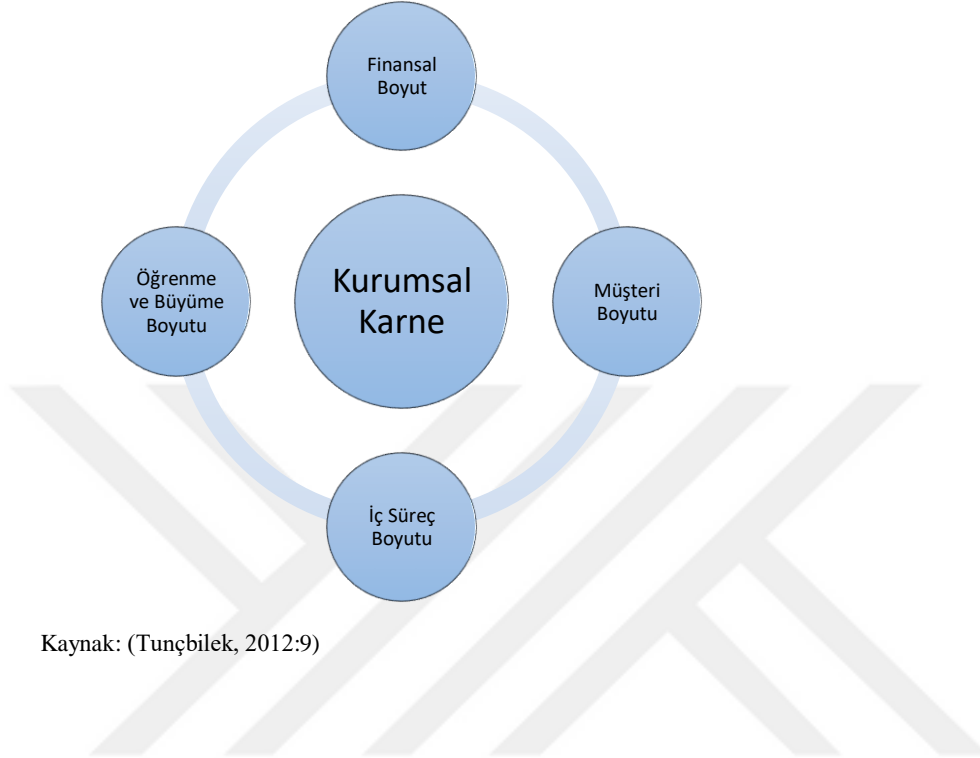 Finansal
Boyut
Öğrenme
ve Büyüme
Boyutu
Kurumsal
Karne
Müşteri
Boyutu
İç Süreç
Boyutu
Kaynak: (Tunçbilek, 2012:9)